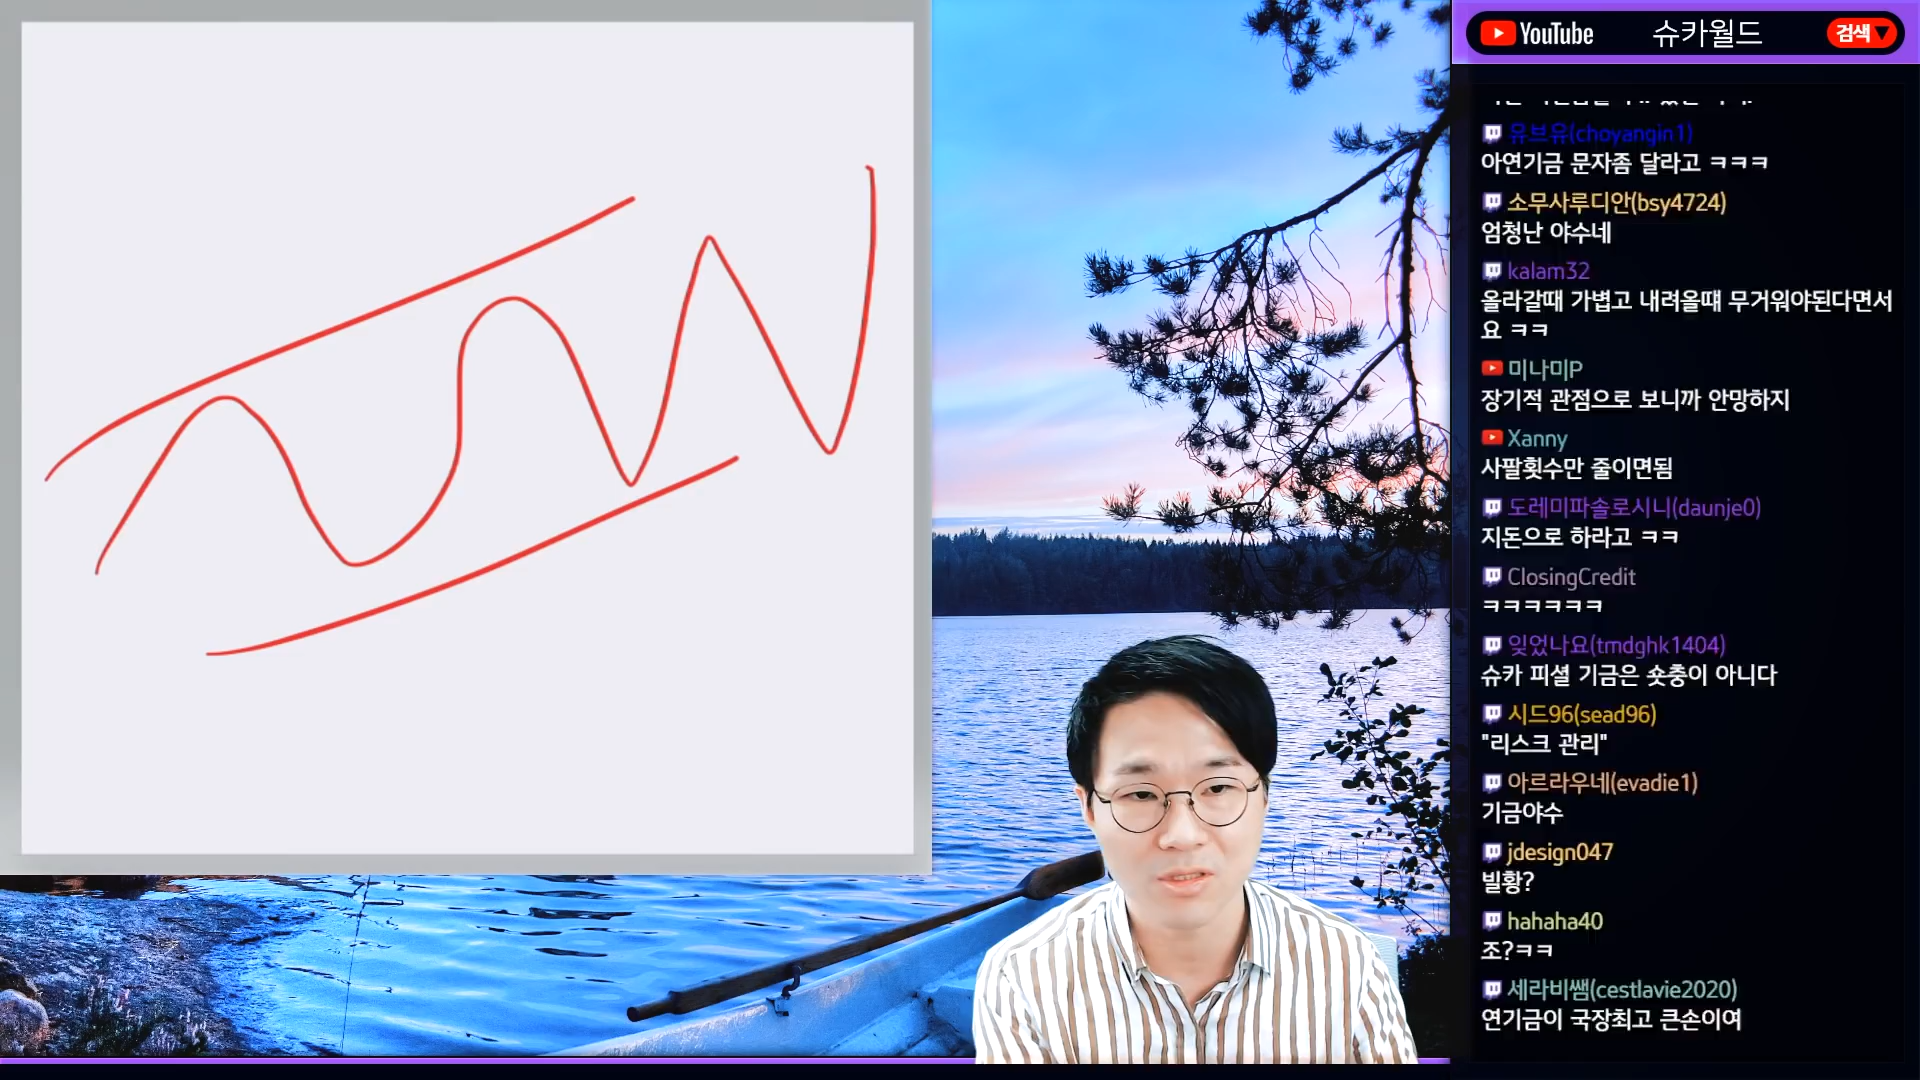 YouTube 슈카월드 검색▼
유브유(choyangin1)
아연기금 문자좀 달라고 ㅋㅋㅋ
소무사루디안(bsy4724)
엄청난 야수네
kalam32
올라갈때 가볍고 내려올떄 무거워야된다면서
요 ㅋㅋ
미나미P
장기적 관점으로 보니까 안망하지
Xanny
사팔횟수만 줄이면됨
도레미파솔로시니(daunje0)
지돈으로 하라고 ㅋㅋ
ClosingCredit
ㅋㅋㅋㅋㅋㅋ
잊었나요(tmdghk1404)
슈카 피셜 기금은 숏충이 아니다
시드96(sead96)
"리스크 관리"
아르라우네(evadie1)
기금야수
jdesign047
빌황?
hahaha40
조?ㅋㅋ
세라비쌤(cestlavie2020)
연기금이 국장최고 큰손이여